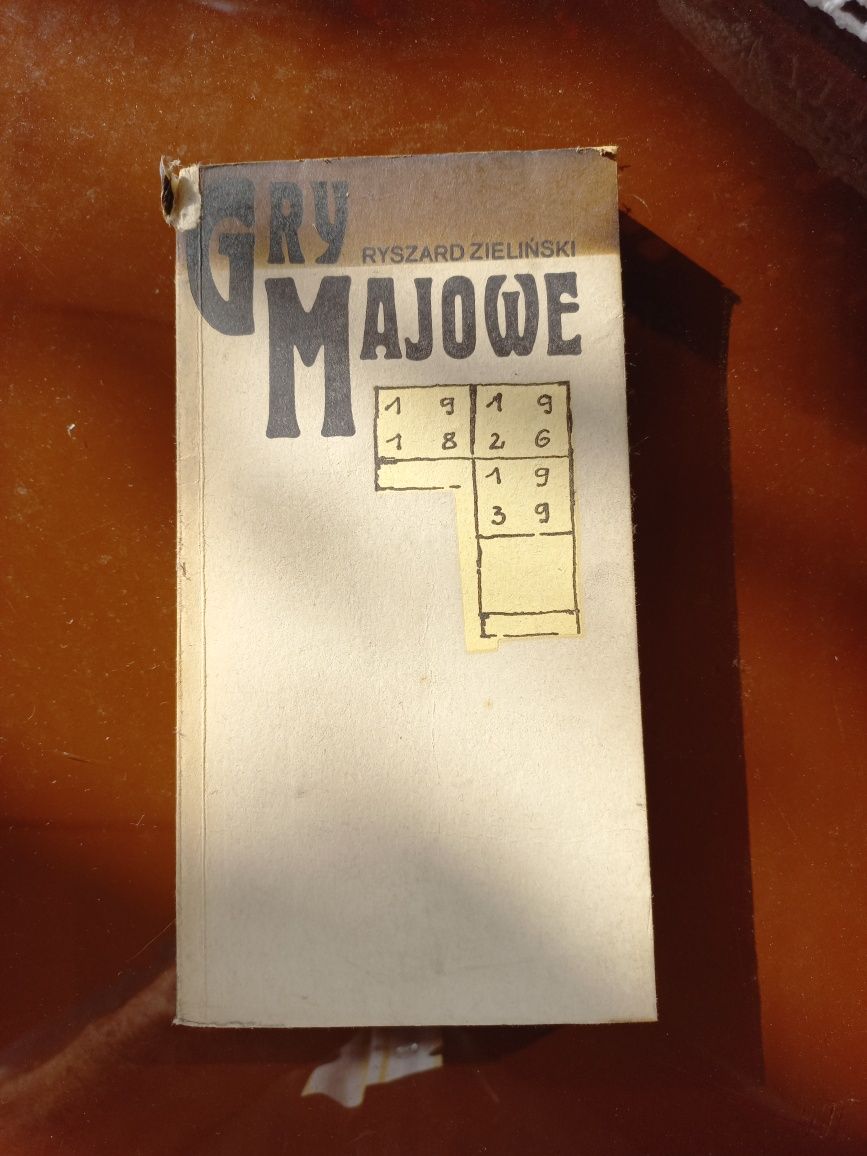 GRY
RYSZARD ZIELIŃSKI
MAJOWE
1 9 1 9
1 8 2 6
1 9
3 9